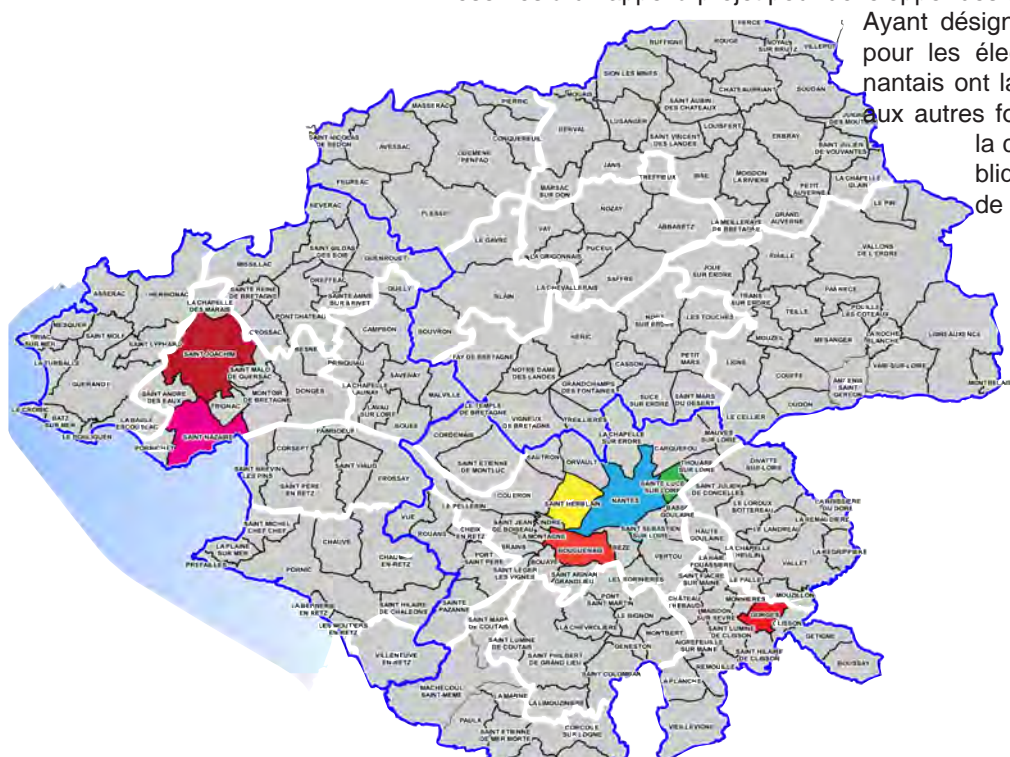 Ayant désign
pour les éle
nantais ont la
aux autres fo
la c
blic
de
RUFFIGNE
ROUGE
SION LES MINES
SOUDAN
CHATEAUBRIANT
SAINT AUBIN
DES CHATEAUX
LOUISFERT
ERBRAY
SAINT JULIEN
DE VOUVANTES
MASSERAC
PIERRIC
CONQUEREUIL
DERVAL
LUSANGER
SAINT VINCENT
DES LANDES
SAINT NICOLAS
DE REDON
AVESSAC
GUEMENE
PENFAO
JANS
TREFFIEUX
ISSE
MOISDON
LA RIVIERE
PETIT
AUVERNE
LA CHAPELLE
GLAIN
LE PIN
FEGREAC
MARSAC
SUR DON
PLESSE
NOZAY
ABBARETZ
LA MEILLERAYE
DE BRETAGNE
GRAND
AUVERNE
SEVERAC
LE GAVRE
VAY
PUCEUL
SAINT GILDAS
DES BOIS
GUENROUET
LA GRIGONNAIS
SAFFRE
JOUE
SUR ERDRE
RIAILLE
VALLONS
DE L'ERDRE
MISSILLAC
DREFFEAC
SAINTE ANNE
SUR BRIVET
QUILLY
BLAIN
LA CHEVALLERAIS
TRANS
SUR ERDRE
PANNECE
ASSERAC
HERBIGNAC
SAINTE REINE
DE BRETAGNE
LA CHAPELLE
DES MARAIS
PONTCHATEAU
CAMPBON
BOUVRON
NORT
SUR ERDRE
LES TOUCHES
TEILLE
POUILLE
LES COTEAUX
MESQUER
SAINT MOLF
SAINT LYPHARD
CROSSAC
BESNE
HERIC
MOUZEIL
MESANGER
LA ROCHE
BLANCHE
LOIREAUXENCE
SUR MER
LA TURBALLE
SAINT JOACHIM
SAINT MALO
DE GUERSAC
PRINQUIAU
FAY DE BRETAGNE
CASSON
PETIT
MARS
LIGNE
VAIR-SUR-LOIRE
MONTRELAIS
GUERANDE
SAINT ANDRE
DES EAUX
TRIGNAC
MONTOIR
DE BRETAGNE
DONGES
LA CHAPELLE
LAUNAY
SAVENAY
MALVILLE
NOTRE DAME
DES LANDES
GRANDCHAMPS
DES FONTAINES
COUFFE
ANCENIS
SAINT-
GEREON
LE CROISIC
BATZ
SUR MER
LE POULIGUEN
LA BAULE
ESCOUBLAC
LAVAU
SUR LOIRE
BOUEE
LE TEMPLE
DE BRETAGNE
VIGNEUX
DE BRETAGNE
TREILLIERES
SUCE
SUR ERDRE
SAINT MARS
DU DESERT
OUDON
LE CELLIER
PORNICHET
SAINT NAZAIRE
CORSEPT
PAIMBOEUF
CORDEMAIS
LA CHAPELLE
SUR ERDRE
CARQUEFOU
MAUVES
SUR LOIRE
SAINT BREVIN
LES PINS
SAINT VIAUD
SAINT ETIENNE
DE MONTLUC
SAUTRON
ORVAULT
THOUARE
SUR LOIRE
DIVATTE
SUR-LOIRE
SAINT PERE
EN RETZ
FROSSAY
COUERON
SAINT HERBLAIN
NANTES
SAINTE LUCE
SUR LOIRE
SAINT JULIEN
DE CONCELLES
LE PELLERIN
BASSE
GOULAINE
LE LOROUX
BOTTEREAU
LA BOISSIERE
DU DORE
LA REMAUDIERE
SAINT MICHEL
CHEF CHEF
VUE
ROUANS
CHEIX
EN RETZ
SAINT JEAN
DE BOISEAU
INDRE
LA MONTAGNE
SAINT SEBASTIEN
SUR LOIRE
HAUTE
GOULAINE
LE LANDREAU
LA PLAINE
SUR MER
PREFAILLES
CHAUVE
BRAINS
BOUGUENAIS
REZE
VERTOU
LA CHAPELLE
HEULIN
LA REGRIPPIERE
PORNIC
CHAUMES
EN-RETZ
PORT
SAINT PERE
SAINT LEGER
LES VIGNES
BOUAYE
SAINT AIGNAN
GRANDLIEU
LES SORINIERES
LA HAIE
FOUASSIERE
VALLET
SAINT FIACRE
SUR MAINE
LE PALLET
LA BERNERIE
EN RETZ
SAINT HILAIRE
DE CHALEONS
SAINTE
PAZANNE
PONT
SAINT MARTIN
CHÂTEAU
THEBAUD
MONNIERES
MOUZILLON
LES MOUTIERS
EN RETZ
SAINT MARS
DE COUTAIS
LE BIGNON
MAISDON
SUR SEVRE
GORGES
LA CHEVROLIERE
MONTBERT
SAINT LUMINE
DE CLISSON
CLISSON
VILLENEUVE
EN-RETZ
SAINT LUMINE
DE COUTAIS
GENESTON
AIGREFEUILLE
SUR MAINE
SAINT HILAIRE
DE CLISSON
GETIGNE
SAINT PHILBERT
DE GRAND LIEU
REMOUILLE
BOUSSAY
SAINT COLOMBAN
LA PLANCHE
MACHECOUL
SAINT-MEME
LA MARNE
LA LIMOUZINIERE
VIEILLEVIGNE
PAULX
SAINT ETIENNE
DE MER MORTE
CORCOUE
SUR LOGNE